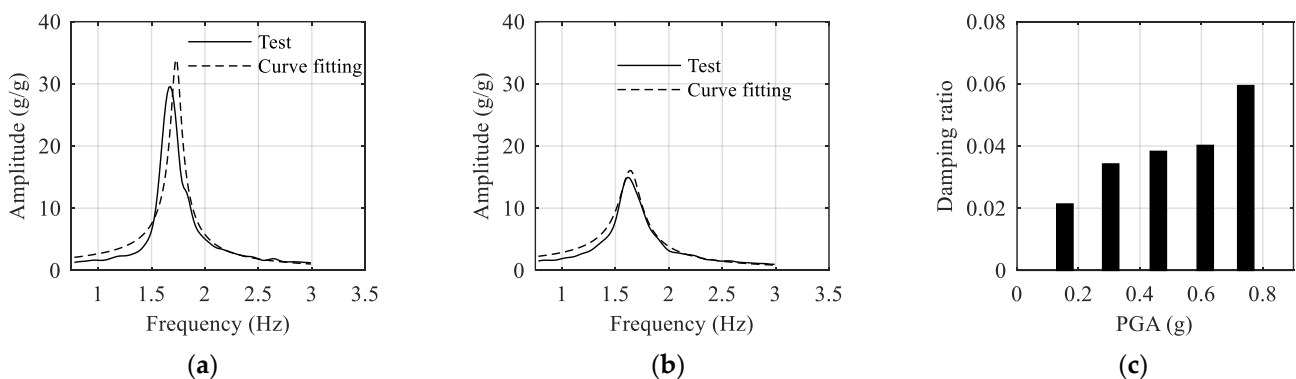 40
30
20
10
0
Amplitude (g/g)
Test
Curve fitting
1
1.5
2
2.5
3
3.5
Frequency (Hz)
(a)
40
30
20
10
0
Amplitude (g/g)
Test
Curve fitting
1
1.5
2
2.5
3
3.5
Frequency (Hz)
(b)
0.08
0.06
0.04
0.02
0
Damping ratio
0
0.2
0.4
0.6
0.8
PGA (g)
(c)